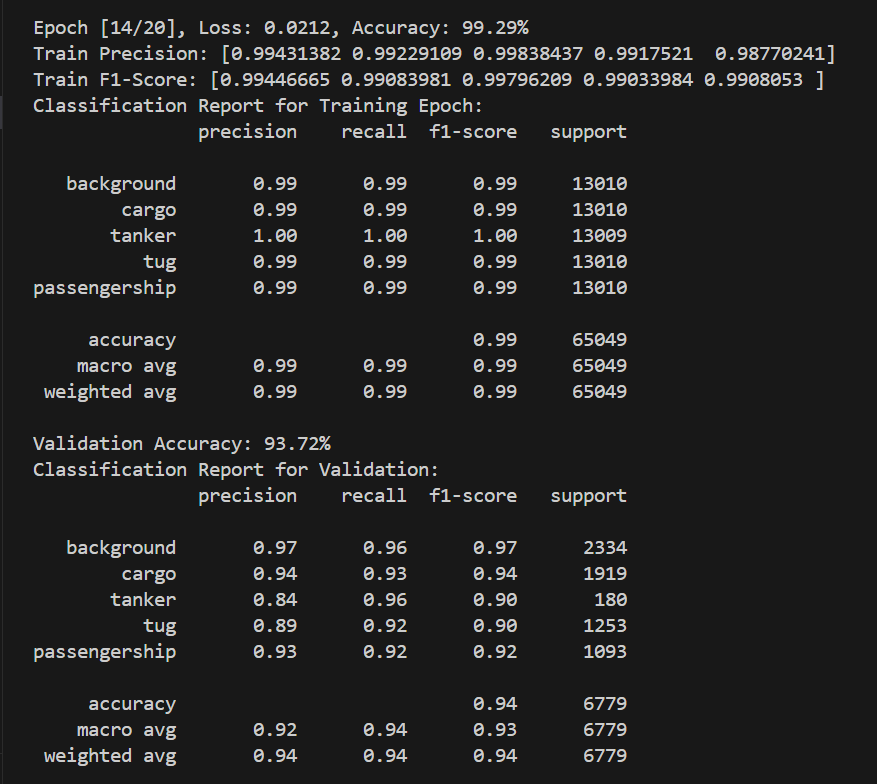 Epoch [14/20], Loss: 0.0212, Accuracy: 99.29%
Train Precision: [0.99431382 0.99229109 0.99838437 0.9917521  0.98770241]
Train F1-Score: [0.99446665 0.99083981 0.99796209 0.99033984 0.9908053 ]
Classification Report for Training Epoch:
precision recall f1-score support
background 0.99 0.99 0.99 13010
cargo 0.99 0.99 0.99 13010
tanker 1.00 1.00 1.00 13009
tug 0.99 0.99 0.99 13010
passengership 0.99 0.99 0.99 13010
accuracy 0.99 65049
macro avg 0.99 0.99 0.99 65049
weighted avg 0.99 0.99 0.99 65049
Validation Accuracy: 93.72%
Classification Report for Validation:
precision recall f1-score support
background 0.97 0.96 0.97 2334
cargo 0.94 0.93 0.94 1919
tanker 0.84 0.96 0.90 180
tug 0.89 0.92 0.90 1253
passengership 0.93 0.92 0.92 1093
accuracy 0.94 6779
macro avg 0.92 0.94 0.93 6779
weighted avg 0.94 0.94 0.94 6779